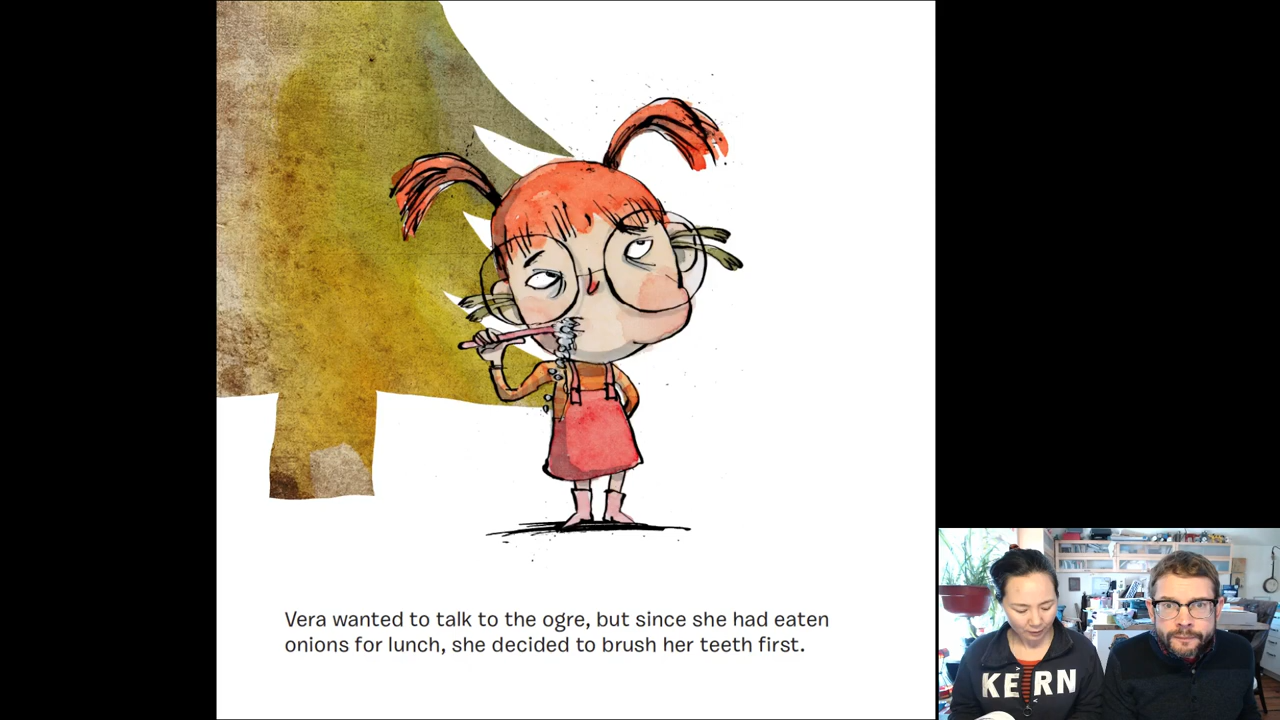 Vera wanted to talk to the ogre, but since she had eaten
onions for lunch, she decided to brush her teeth first.
KERN